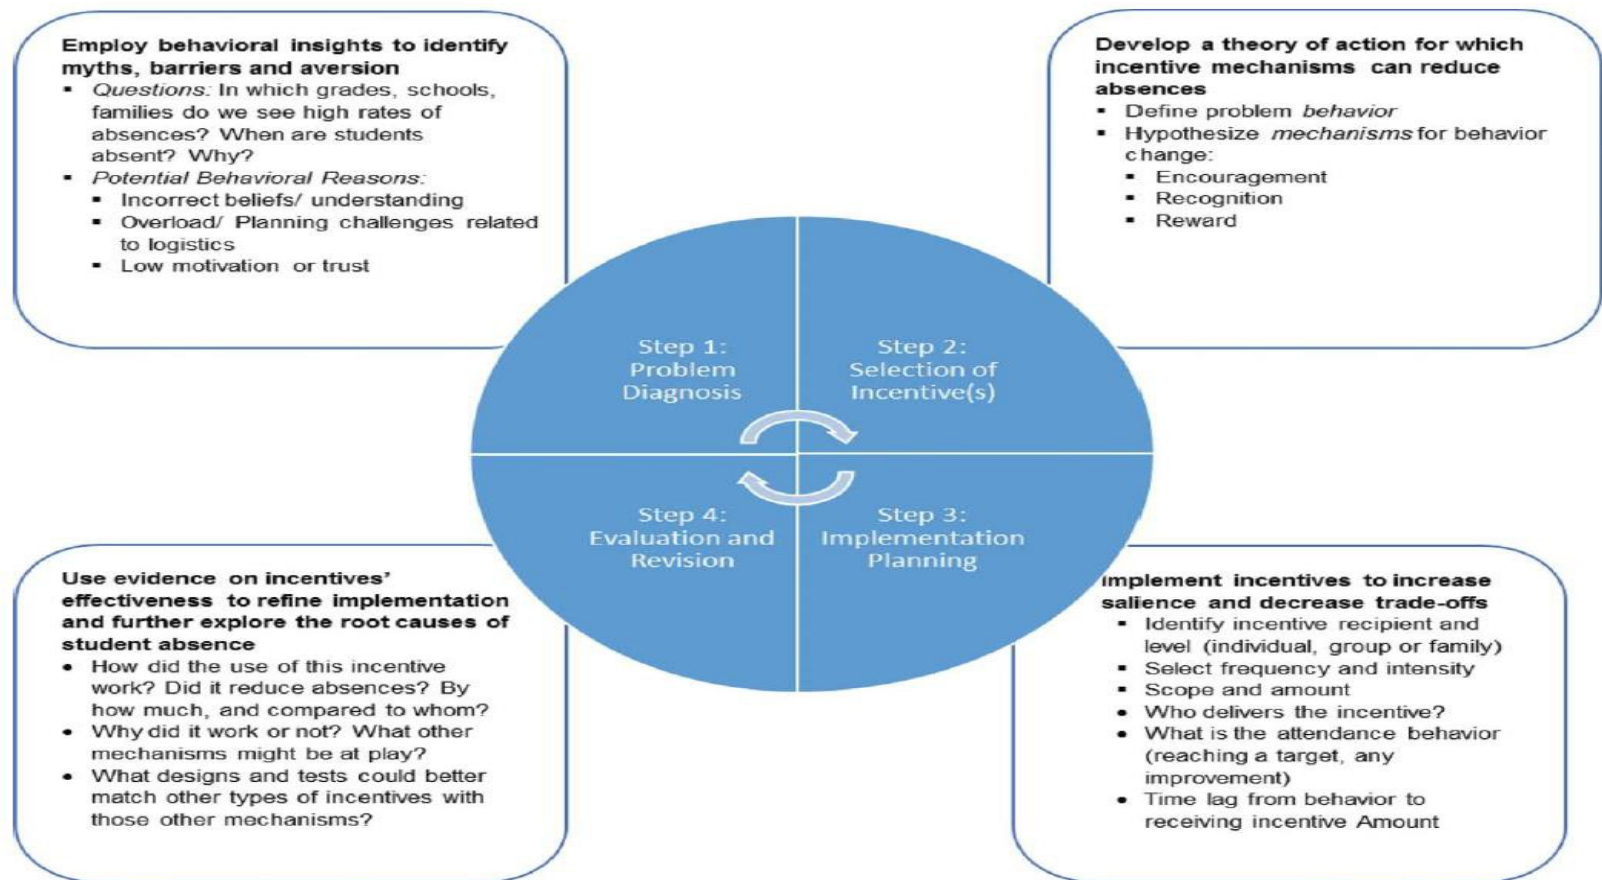 Employ behavioral insights to identify
myths, barriers and aversion
▪ Questions: In which grades, schools,
families do we see high rates of
absences? When are students
absent? Why?
▪ Potential Behavioral Reasons:
▪ Incorrect beliefs/ understanding
▪ Overload/ Planning challenges related
to logistics
▪ Low motivation or trust
Develop a theory of action for which
incentive mechanisms can reduce
absences
▪ Define problem behavior
▪ Hypothesize mechanisms for behavior
change:
▪ Encouragement
▪ Recognition
▪ Reward
Step 1:
Problem
Diagnosis
Step 2:
Selection of
Incentive(s)
Step 4:
Evaluation and
Revision
Step 3:
Implementation
Planning
Use evidence on incentives’
effectiveness to refine implementation
and further explore the root causes of
student absence
• How did the use of this incentive
work? Did it reduce absences? By
how much, and compared to whom?
• Why did it work or not? What other
mechanisms might be at play?
• What designs and tests could better
match other types of incentives with
those other mechanisms?
Implement incentives to increase
salience and decrease trade-offs
▪ Identify incentive recipient and
level (individual, group or family)
▪ Select frequency and intensity
▪ Scope and amount
• Who delivers the incentive?
• What is the attendance behavior
(reaching a target, any
improvement)
• Time lag from behavior to
receiving incentive Amount